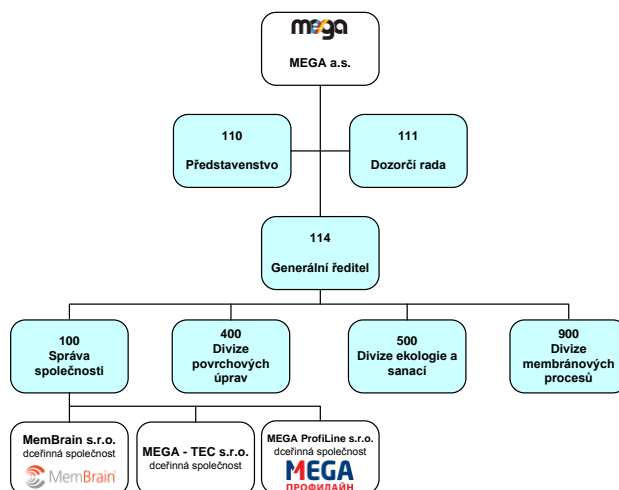 mega
MEGA a.s.
110
Představenstvo
111
Dozorčí rada
114
Generální ředitel
100
Správa
společnosti
400
Divize
povrchových
úprav
500
Divize ekologie a
sanací
900
Divize
membránových
procesů
MemBrain s.r.o.
dceřinná společnost
MemBrain®
MEGA - TEC s.r.o.
dceřinná společnost
MEGA ProfiLine s.r.o.
dceřinná společnost
МЕГА
ПРОФИЛАЙН